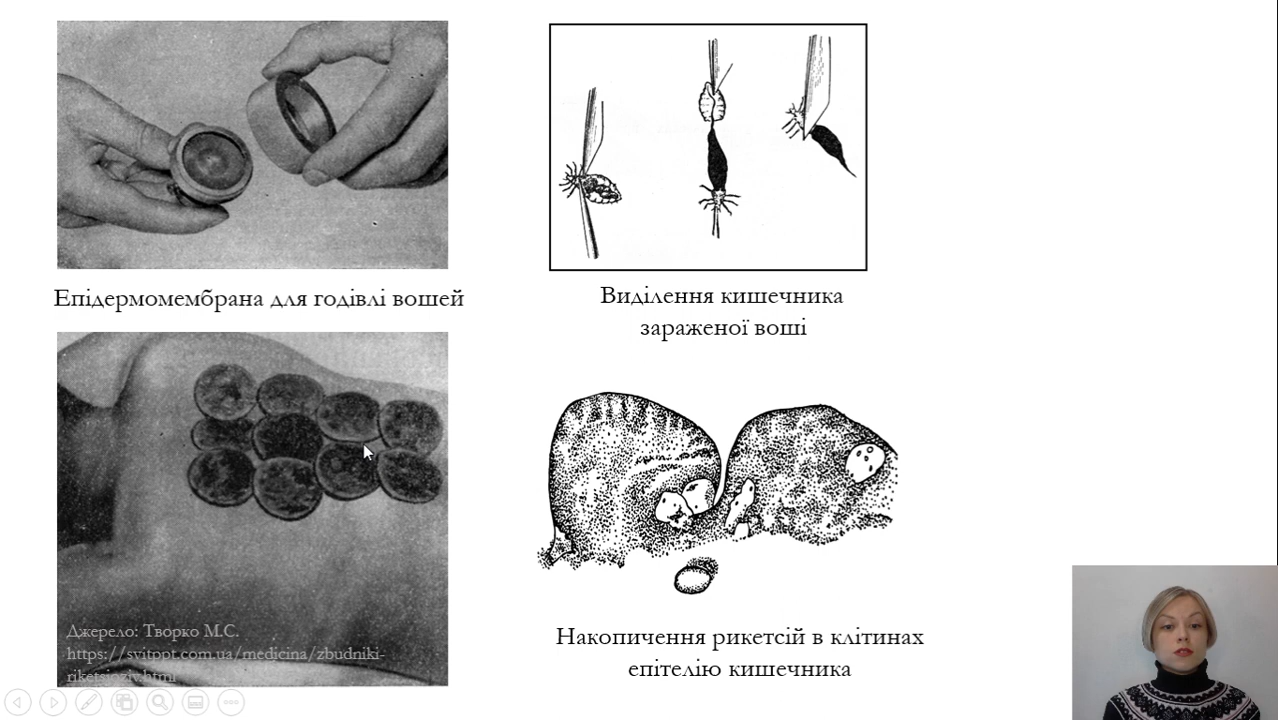 Епідермомембрана для годівлі вошей
Виділення кишечника
зараженої воші
Джерело: Творко М.С.
https://svitppt.com.ua/medicina/zbudniki-
riketsioziv.html
Накопичення рикетсій в клітинах
епітелію кишечника